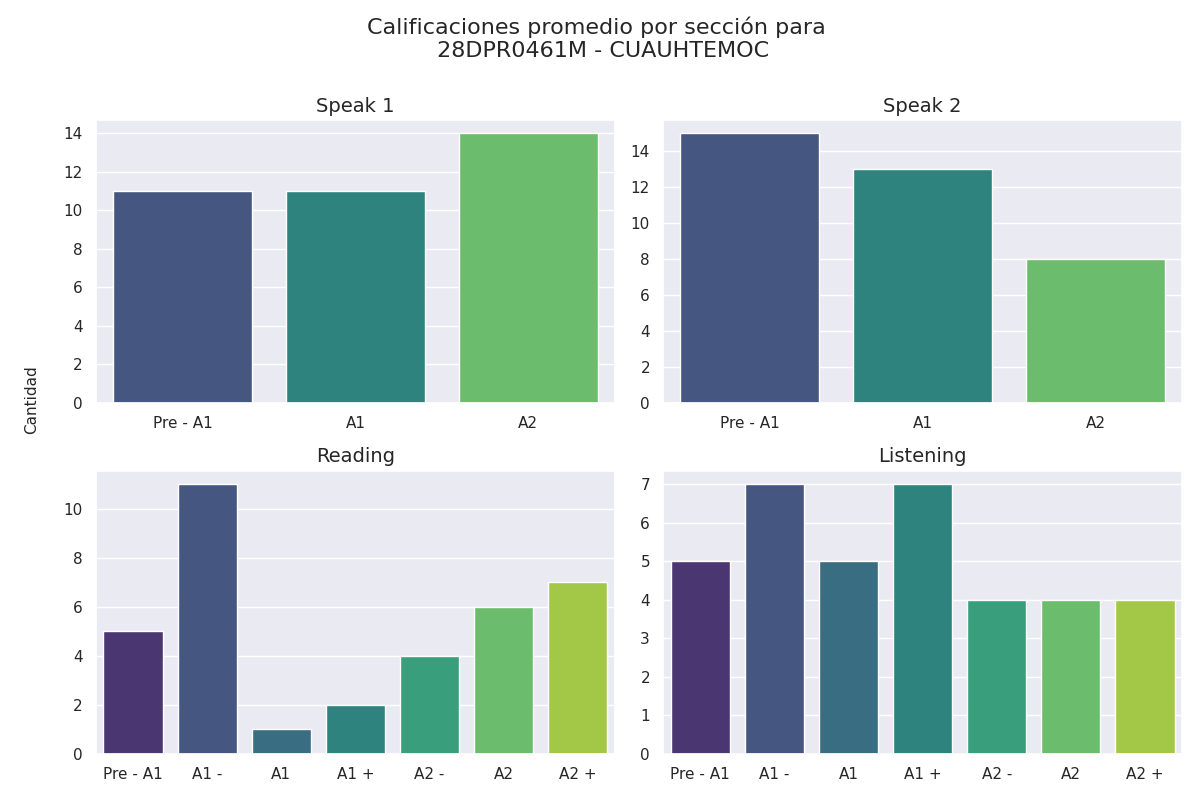 Calificaciones promedio por sección para
28DPR0461M - CUAUHTEMOC
Cantidad
Speak 1
14
12
10
8
6
4
2
0
Pre - A1 A1 A2
Speak 2
14
12
10
8
6
4
2
0
Pre - A1 A1 A2
Reading
10
8
6
4
2
0
Pre - A1 A1 - A1 A1 + A2 - A2 A2 +
Listening
7
6
5
4
3
2
1
0
Pre - A1 A1 - A1 A1 + A2 - A2 A2 +